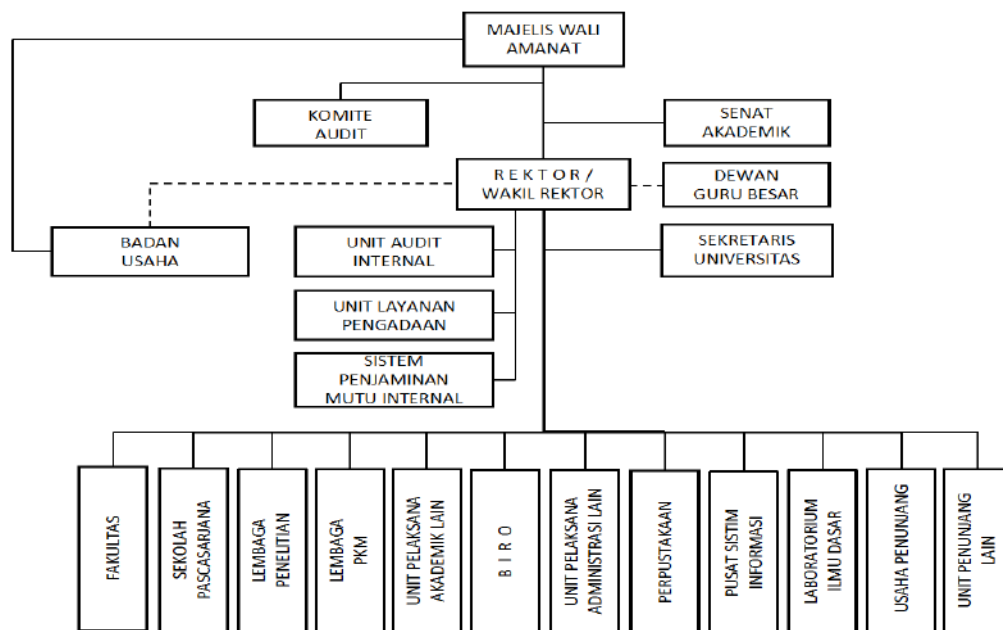 MAJELIS WALI
AMANAT
KOMITE
AUDIT
SENAT
AKADEMIK
R E K T O R /
WAKIL REKTOR
DEWAN
GURU BESAR
BADAN
USAHA
UNIT AUDIT
INTERNAL
SEKRETARIS
UNIVERSITAS
UNIT LAYANAN
PENGADAAN
SISTEM
PENJAMINAN
MUTU INTERNAL
FAKULTAS
SEKOLAH
PASCASARJANA
LEMBAGA
PENELITIAN
LEMBAGA
PKM
UNIT PELAKSANA
AKADEMIK LAIN
B I R O
UNIT PELAKSANA
ADMINISTRASI LAIN
PERPUSTAKAAN
PUSAT SISTIM
INFORMASI
LABORATORIUM
ILMU DASAR
USAHA PENUNJANG
UNIT PENUNJANG
LAIN